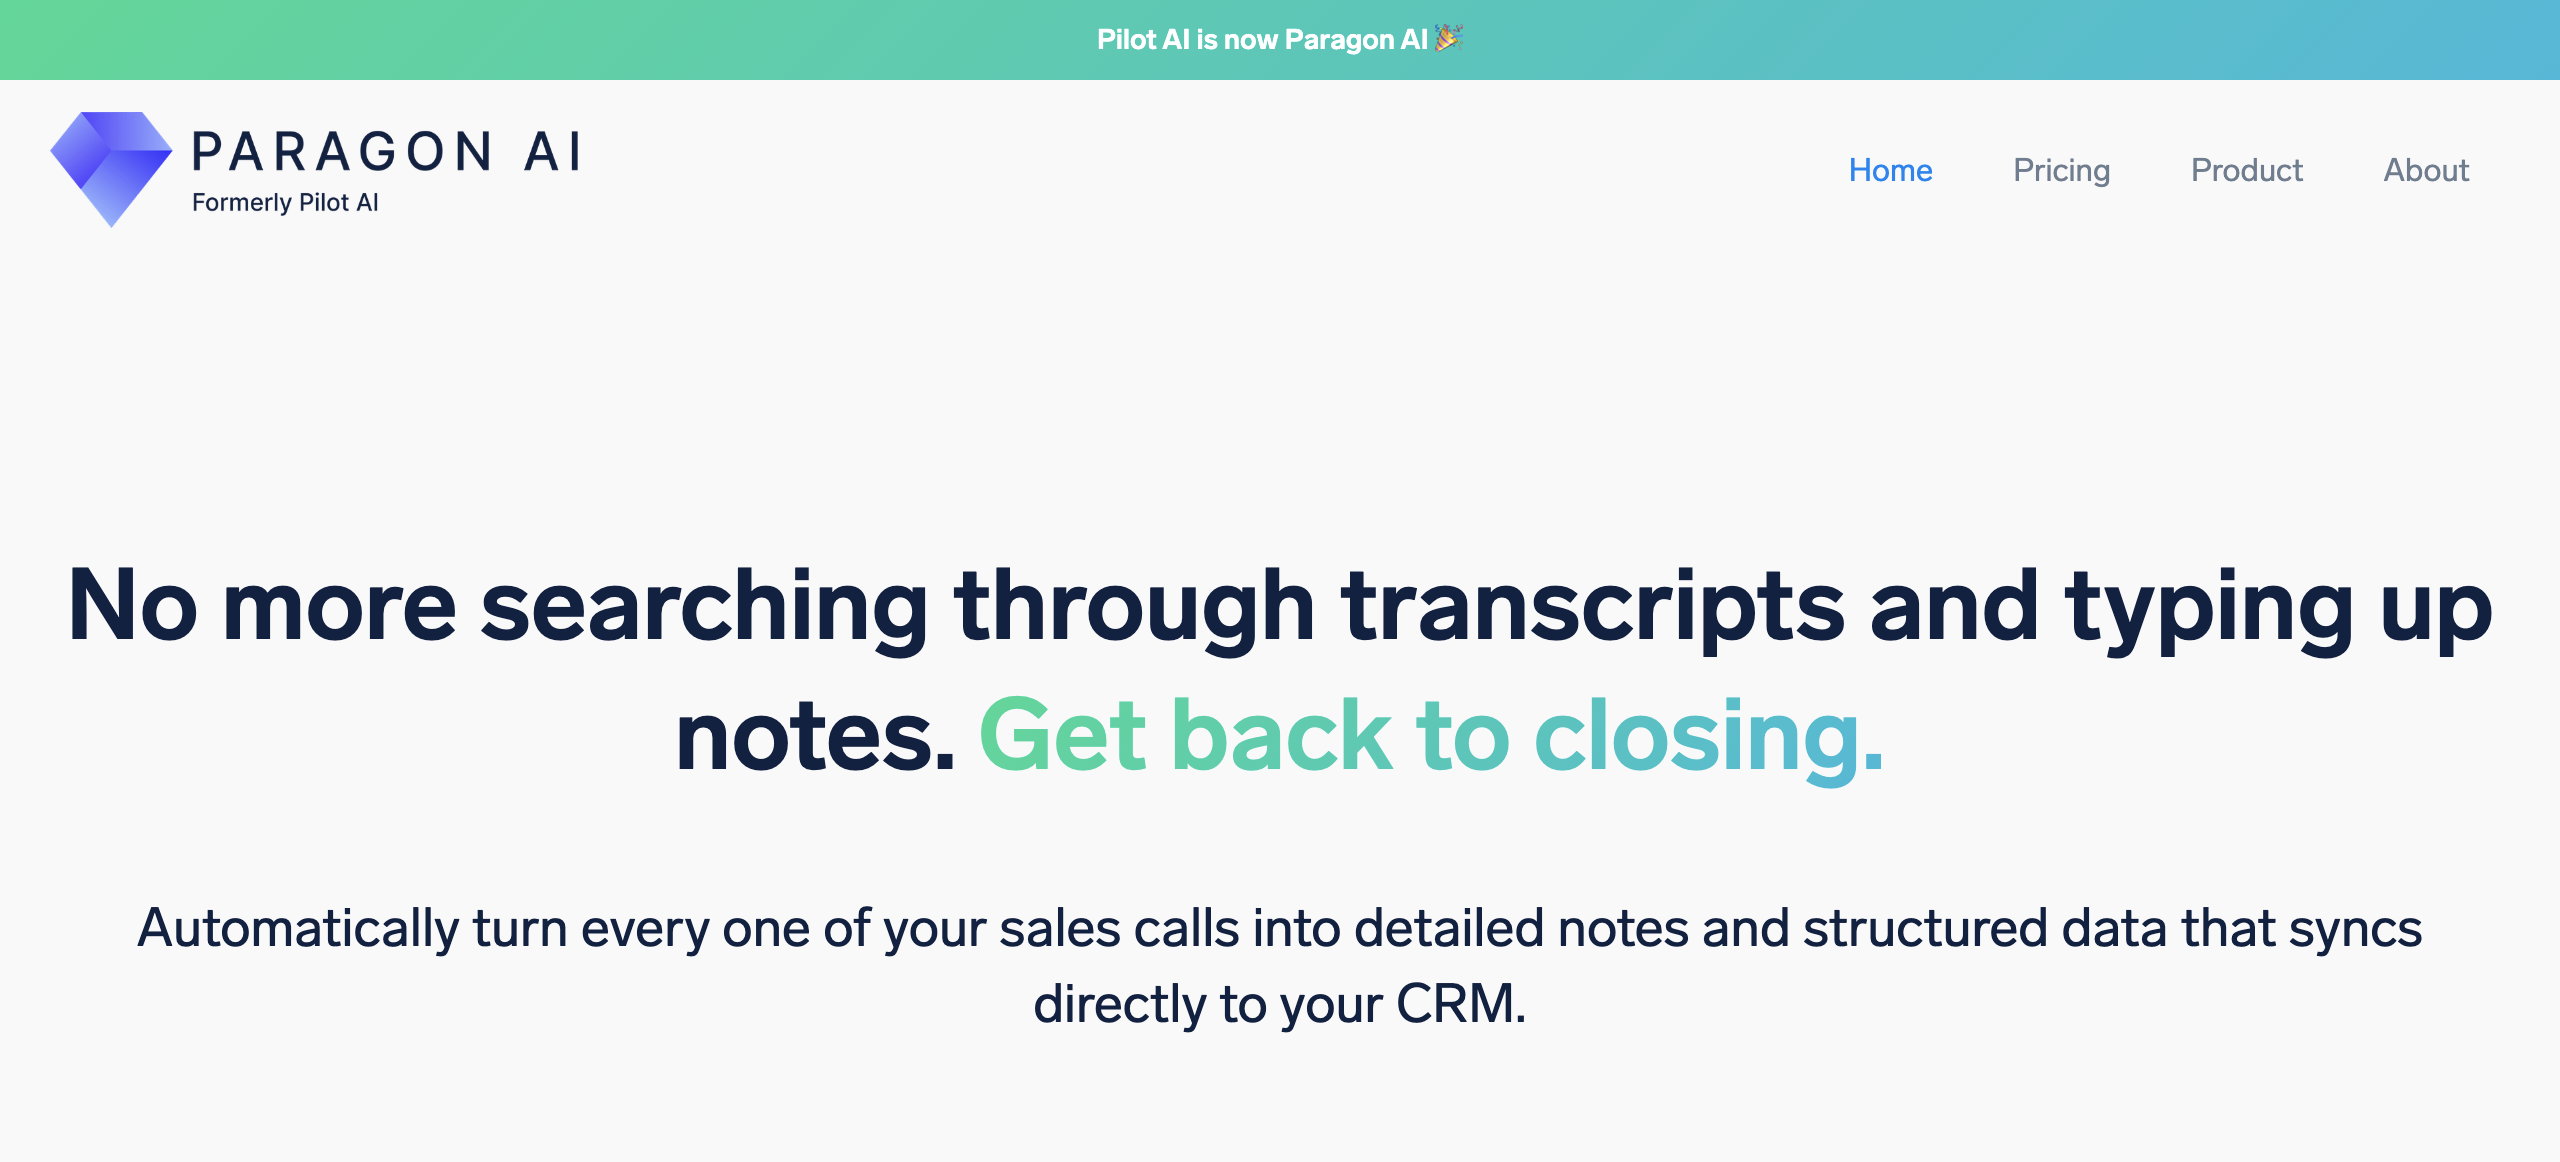 Pilot AI is now Paragon AI 🎉
PARAGON AI
Formerly Pilot AI
Home Pricing Product About
No more searching through transcripts and typing up
notes. Get back to closing.
Automatically turn every one of your sales calls into detailed notes and structured data that syncs
directly to your CRM.